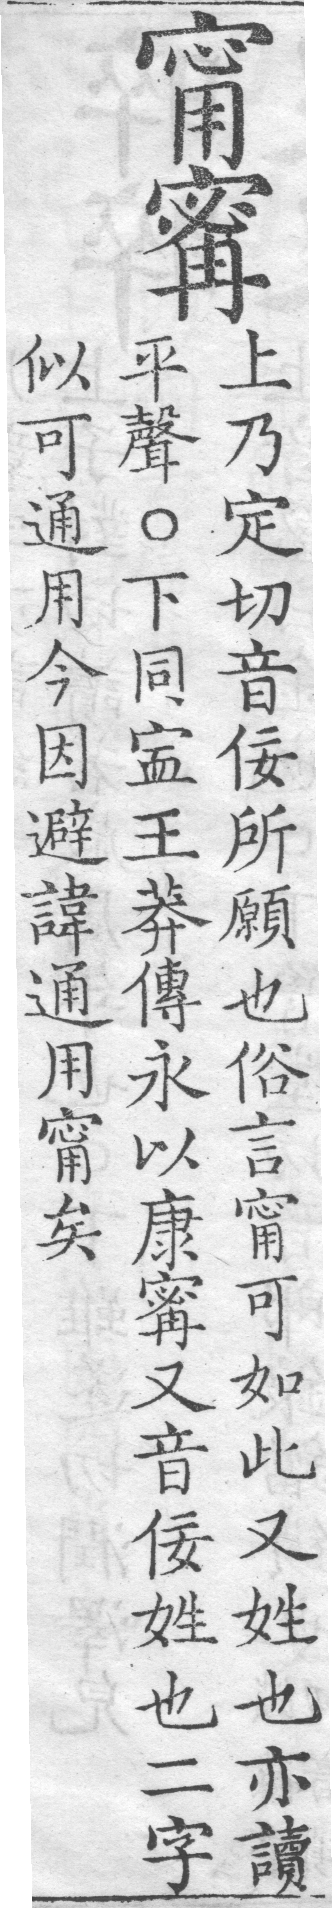 甯寗
上乃定切音佞所願也俗言甯可如此又姓也亦讀
平聲○下同寍王莽傳永以康寗又音佞姓也二字
似可通用今因避諱通用甯矣